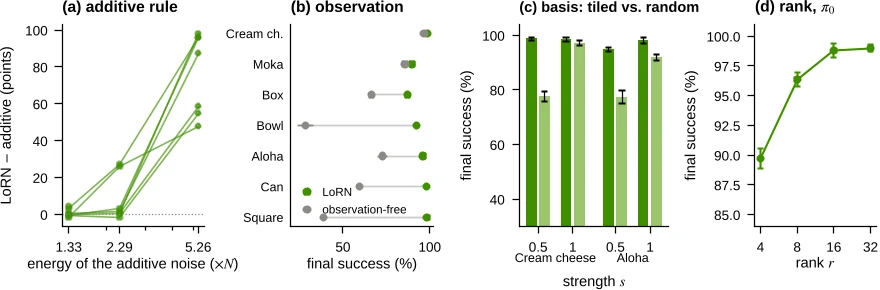 (a) additive rule
LoRN − additive (points)
100
80
60
40
20
0
1.33 2.29 5.26
energy of the additive noise (×N)
(b) observation
Cream ch.
Moka
Box
Bowl
Aloha
Can
Square
LoRN
observation-free
50 100
final success (%)
(c) basis: tiled vs. random
final success (%)
100
80
60
40
0.5 1 0.5 1
Cream cheese Aloha
strength s
(d) rank, π0
final success (%)
100.0
97.5
95.0
92.5
90.0
87.5
85.0
4 8 16 32
rank r